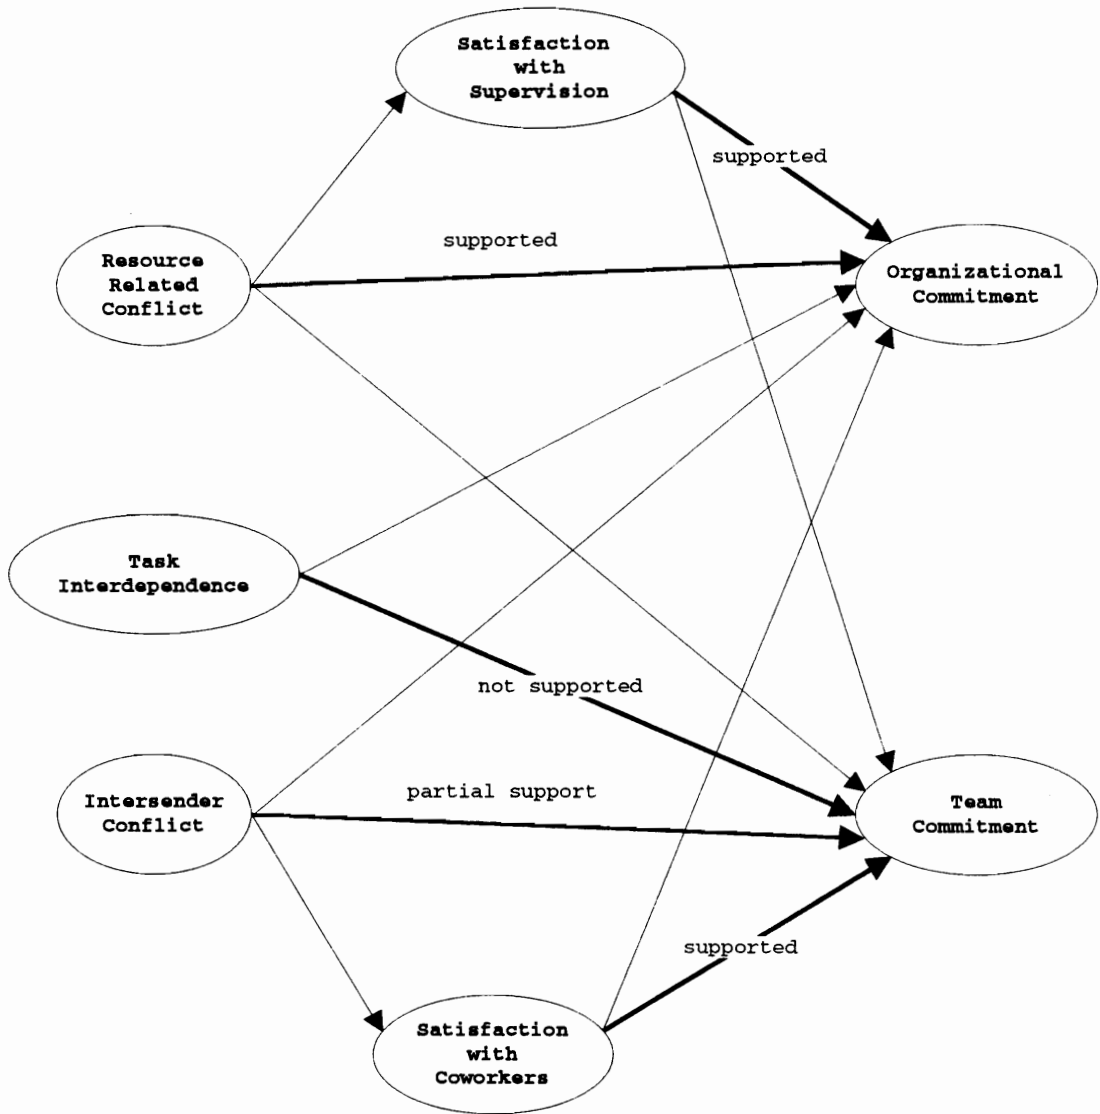 Satisfaction
with
Supervision
supported
supported
Resource
Related
Conflict
Organizational
Commitment
Task
Interdependence
not supported
partial support
Intersender
Conflict
Team
Commitment
supported
Satisfaction
with
Coworkers